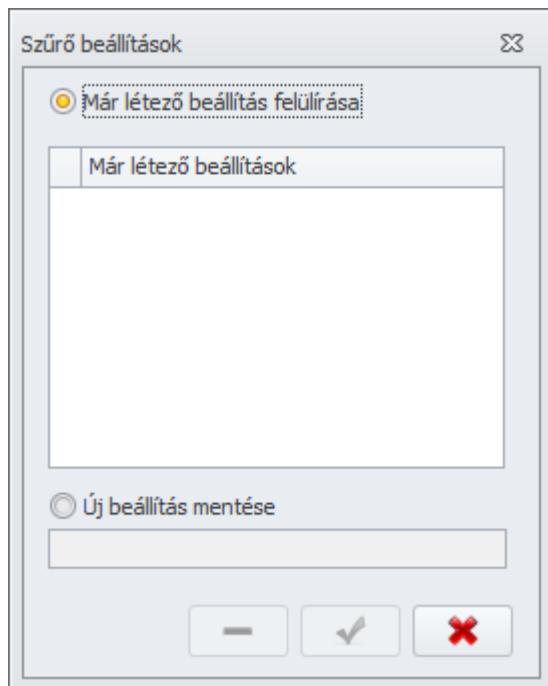 Szűrő beállítások
Már létező beállítás felülírása
Már létező beállítások
Új beállítás mentése